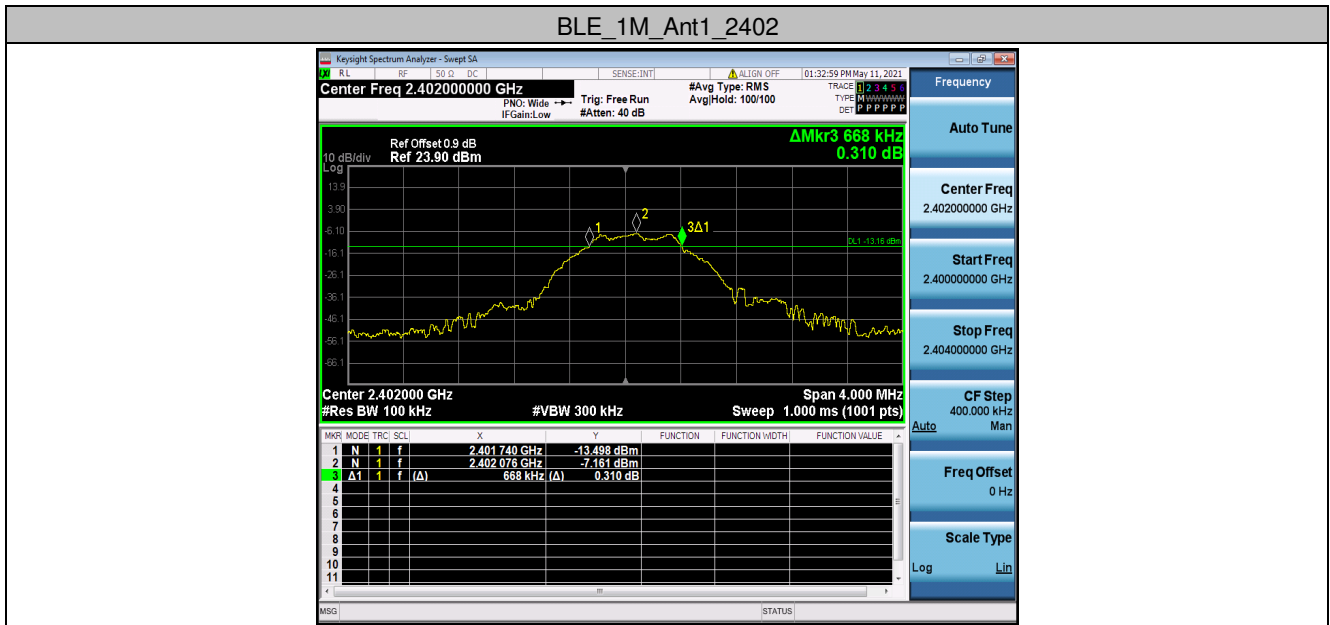 BLE_1M_Ant1_2402
Keysight Spectrum Analyzer - Swept SA
RL RF 50 Ω DC SENSE:INT ALIGN OFF 01:32:59 PM May 11, 2021
Center Freq 2.402000000 GHz
PNO: Wide
IFGain:Low
Trig: Free Run
#Atten: 40 dB
#Avg Type: RMS
Avg|Hold: 100/100
TRACE 1 2 3 4 5 6
TYPE M WWWWW
DET P P P P P P
ΔMkr3 668 kHz
0.310 dB
Ref Offset 0.9 dB
10 dB/div Ref 23.90 dBm
Log
13.9
3.90
-6.10
-16.1
-26.1
-36.1
-46.1
-56.1
-66.1
1
2
3Δ1
DL1 -13.16 dBm
Center 2.402000 GHz Span 4.000 MHz
#Res BW 100 kHz #VBW 300 kHz Sweep 1.000 ms (1001 pts)
MKR MODE TRC SCL X Y FUNCTION FUNCTION WIDTH FUNCTION VALUE
1 N 1 f 2.401 740 GHz -13.498 dBm
2 N 1 f 2.402 076 GHz -7.161 dBm
3 Δ1 1 f (Δ) 668 kHz (Δ) 0.310 dB
4
5
6
7
8
9
10
11
MSG STATUS
Frequency
Auto Tune
Center Freq
2.402000000 GHz
Start Freq
2.400000000 GHz
Stop Freq
2.404000000 GHz
CF Step
400.000 kHz
Auto Man
Freq Offset
0 Hz
Scale Type
Log Lin